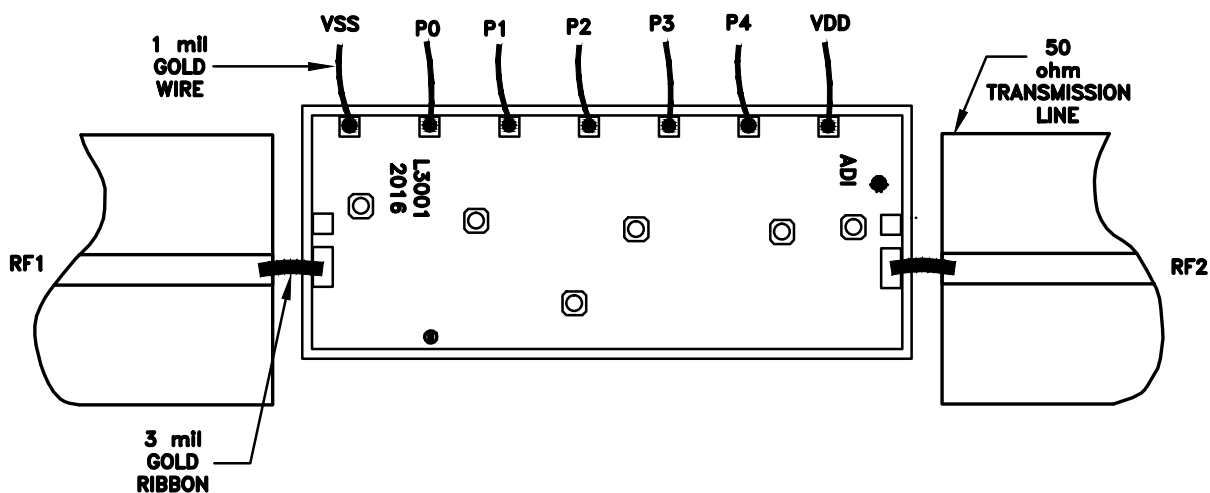 VSS
P0
P1
P2
P3
P4
VDD
1 mil
GOLD
WIRE
50
ohm
TRANSMISSION
LINE
L3001
2016
ADI
RF1
RF2
3 mil
GOLD
RIBBON